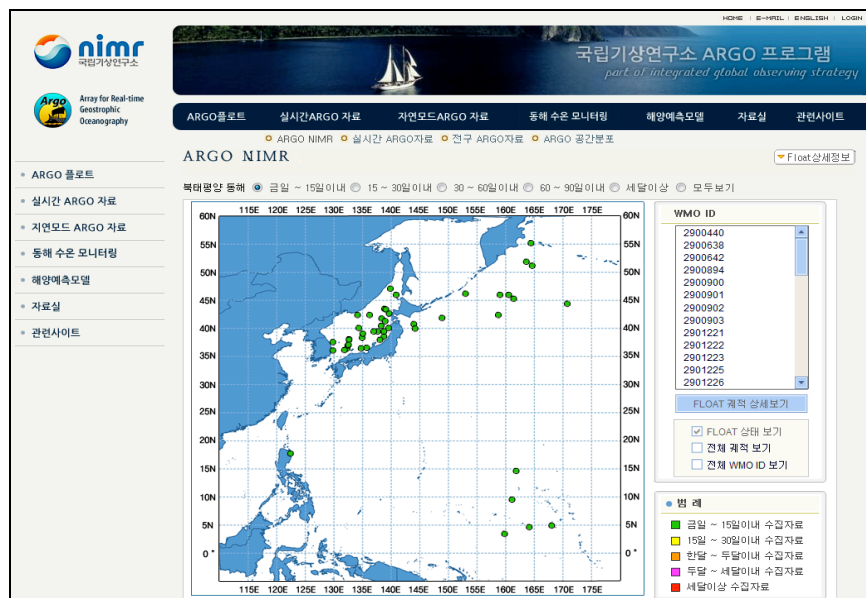 HOME | E-MAIL | ENGLISH | LOGIN
nimr
국립기상연구소
국립기상연구소 ARGO 프로그램
part of integrated global observing strategy
Argo
Array for Real-time
Geostrophic
Oceanography
ARGO플로트 실시간ARGO 자료 자연모드ARGO 자료 동해 수온 모니터링 해양예측모델 자료실 관련사이트
ARGO NIMR 실시간 ARGO자료 전구 ARGO자료 ARGO 공간분포
ARGO NIMR
Float상세정보
ARGO 플로트
실시간 ARGO 자료
지연모드 ARGO 자료
동해 수온 모니터링
해양예측모델
자료실
관련사이트
북태평양 동해 금일 ~ 15일이내 15 ~ 30일이내 30 ~ 60일이내 60 ~ 90일이내 세달이상 모두보기
115E 120E 125E 130E 135E 140E 145E 150E 155E 160E 165E 170E 175E
60N 60N
55N 55N
50N 50N
45N 45N
40N 40N
35N 35N
30N 30N
25N 25N
20N 20N
15N 15N
10N 10N
5N 5N
0° 0°
115E 120E 125E 130E 135E 140E 145E 150E 155E 160E 165E 170E 175E
WMO ID
2900440
2900638
2900642
2900894
2900900
2900901
2900902
2900903
2901221
2901222
2901223
2901225
2901226
FLOAT 궤적 상세보기
FLOAT 상태 보기
전체 궤적 보기
전체 WMO ID 보기
범 례
금일 ~ 15일이내 수집자료
15일 ~ 30일이내 수집자료
한달 ~ 두달이내 수집자료
두달 ~ 세달이내 수집자료
세달이상 수집자료